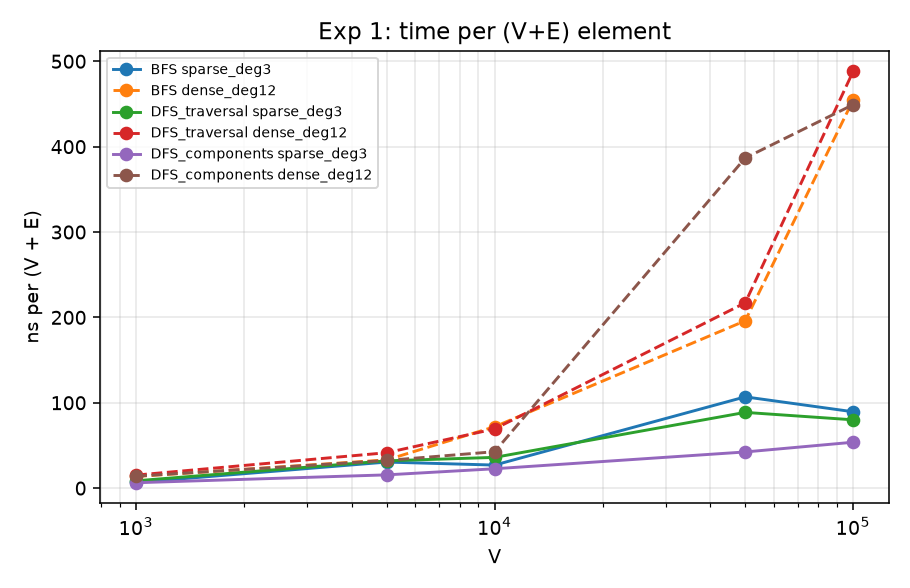 Exp 1: time per (V+E) element
500
400
300
200
100
0
ns per (V + E)
BFS sparse_deg3
BFS dense_deg12
DFS_traversal sparse_deg3
DFS_traversal dense_deg12
DFS_components sparse_deg3
DFS_components dense_deg12
10³ 10⁴ 10⁵
V